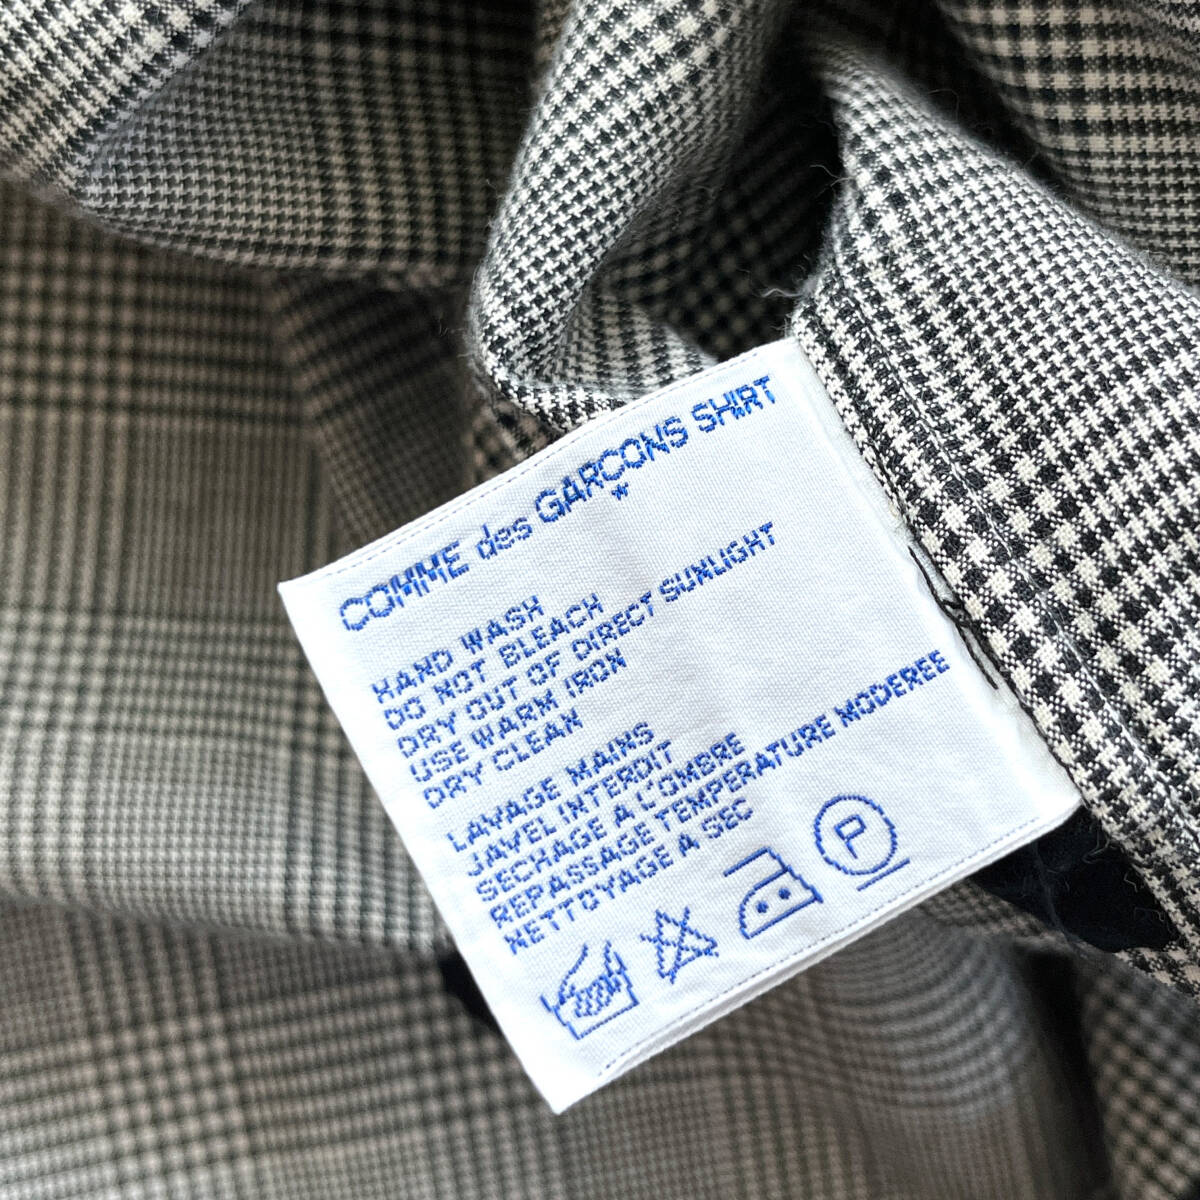 COMME des GARCONS SHIRT
HAND WASH
DO NOT BLEACH
DRY OUT OF DIRECT SUNLIGHT
USE WARM IRON
DRY CLEAN
LAVAGE MAINS
JAVEL INTERDIT
SECHAGE A L'OMBRE
REPASSAGE TEMPERATURE MODEREE
NETTOYAGE A SEC
P